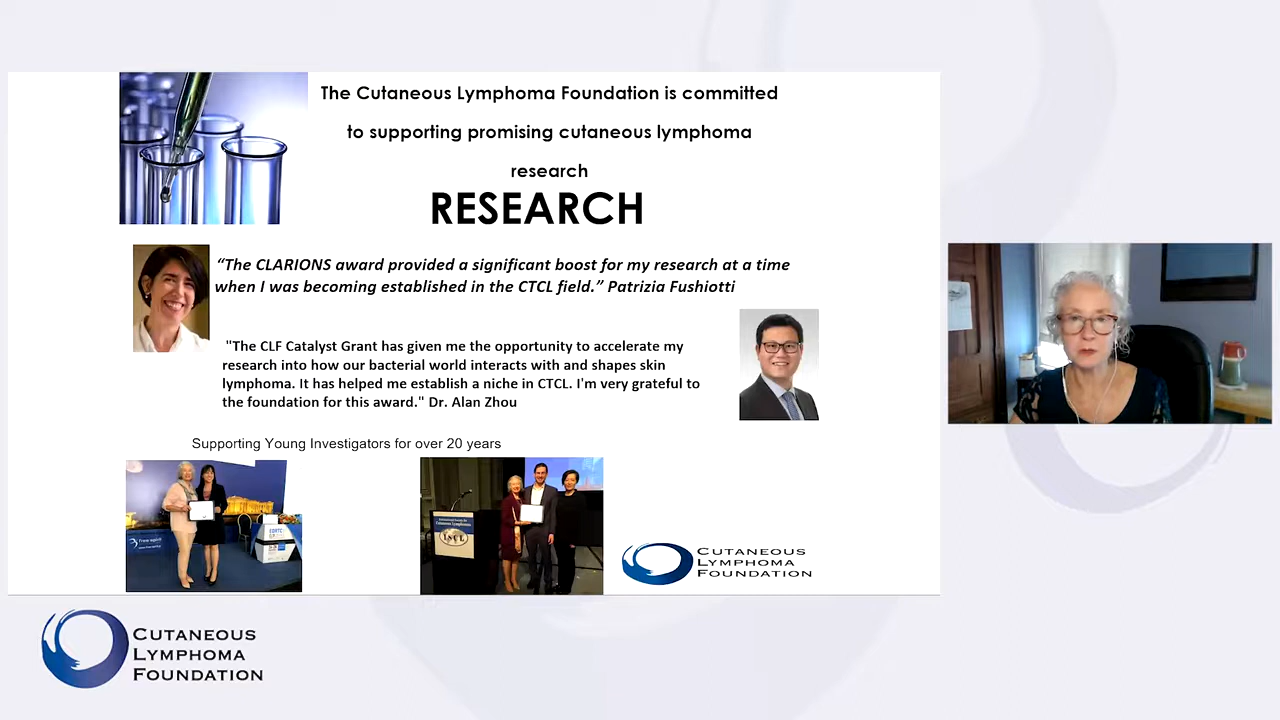 The Cutaneous Lymphoma Foundation is committed
to supporting promising cutaneous lymphoma
research
RESEARCH
“The CLARIONS award provided a significant boost for my research at a time
when I was becoming established in the CTCL field.” Patrizia Fushiotti
"The CLF Catalyst Grant has given me the opportunity to accelerate my
research into how our bacterial world interacts with and shapes skin
lymphoma. It has helped me establish a niche in CTCL. I'm very grateful to
the foundation for this award." Dr. Alan Zhou
Supporting Young Investigators for over 20 years
EORTC
Cutaneous Lymphomas
ISCL
CUTANEOUS
LYMPHOMA
FOUNDATION
CUTANEOUS
LYMPHOMA
FOUNDATION